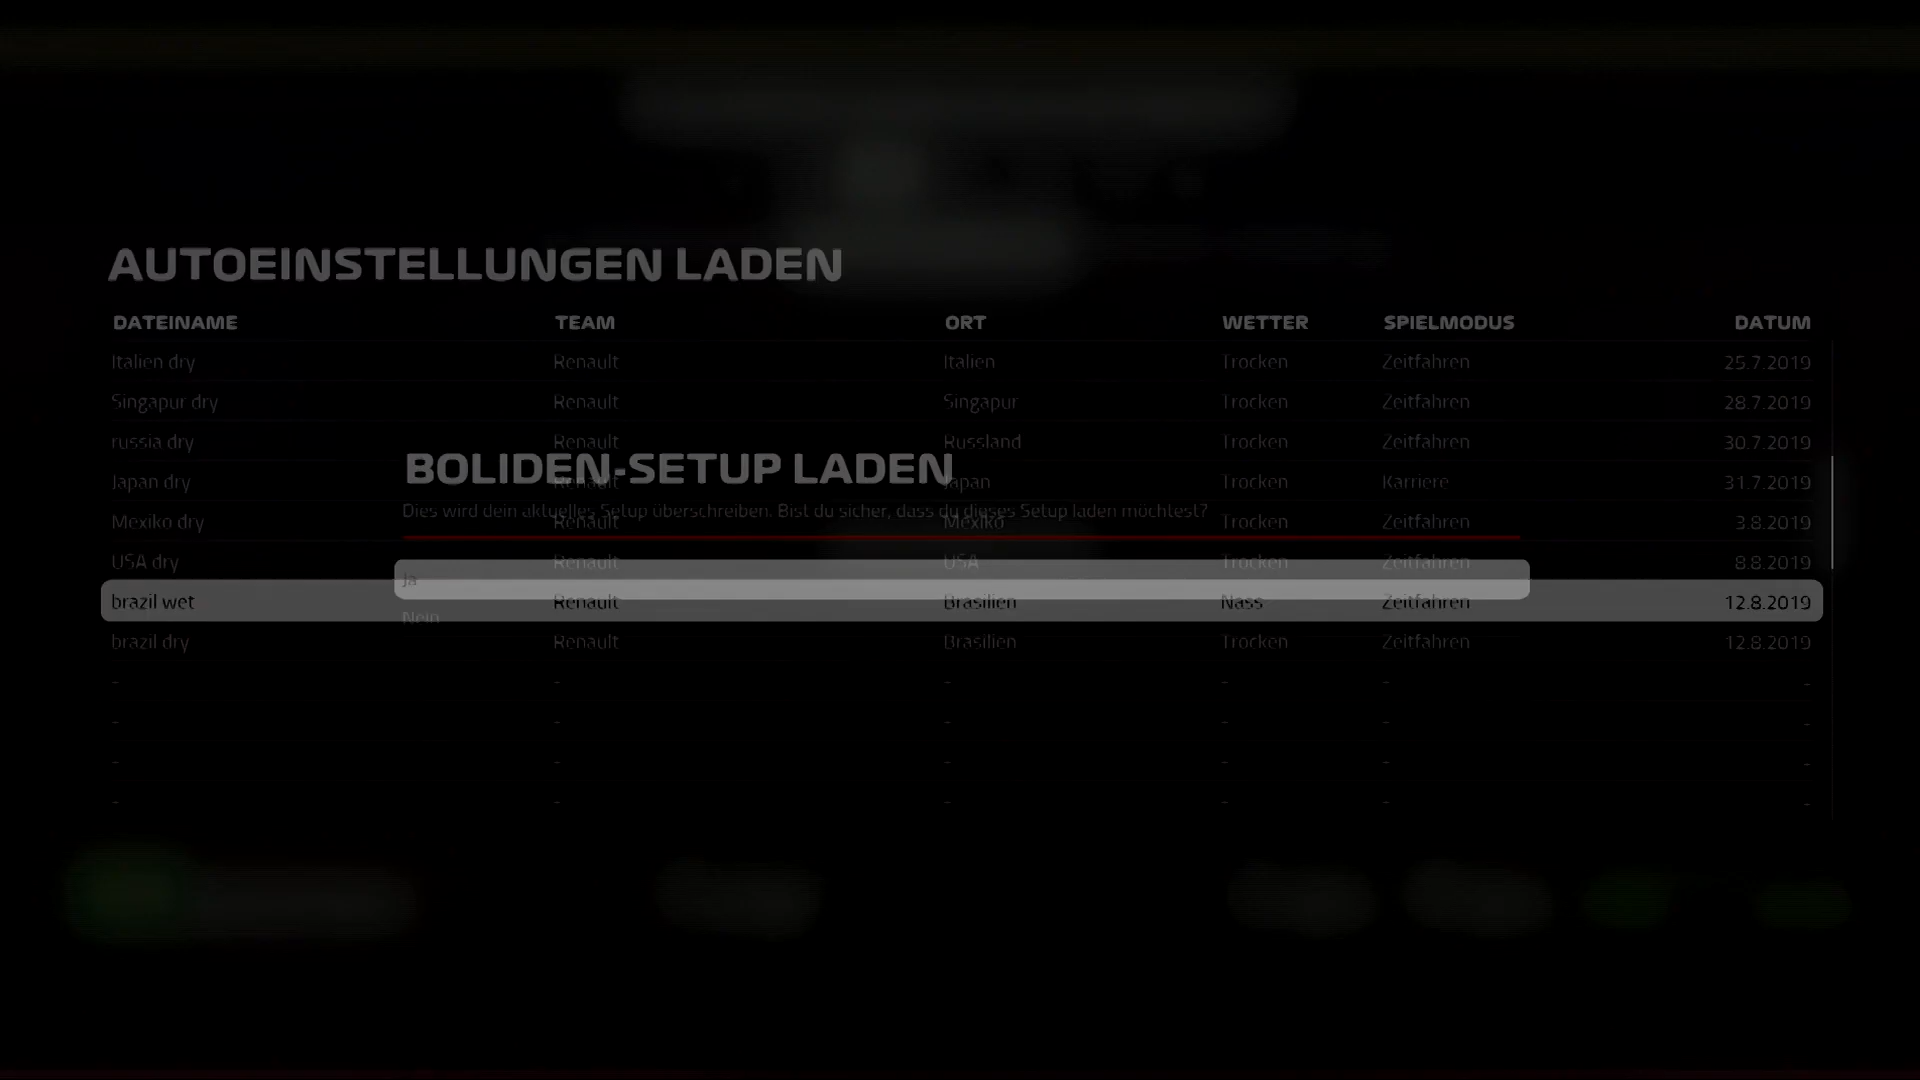 AUTOEINSTELLUNGEN LADEN
DATEINAME TEAM ORT WETTER SPIELMODUS DATUM
Italien dry Renault Italien Trocken Zeitfahren 25.7.2019
Singapur dry Renault Singapur Trocken Zeitfahren 28.7.2019
russia dry Renault Russland Trocken Zeitfahren 30.7.2019
BOLIDEN-SETUP LADEN
Japan dry Renault Japan Trocken Karriere 31.7.2019
Dies wird dein aktuelles Setup überschreiben. Bist du sicher, dass du dieses Setup laden möchtest?
Mexiko dry Renault Mexiko Trocken Zeitfahren 3.8.2019
USA dry Renault USA Trocken Zeitfahren 8.8.2019
Ja
brazil wet Renault Brasilien Nass Zeitfahren 12.8.2019
Nein
brazil dry Renault Brasilien Trocken Zeitfahren 12.8.2019
- - - - - -
- - - - - -
- - - - - -
- - - - - -